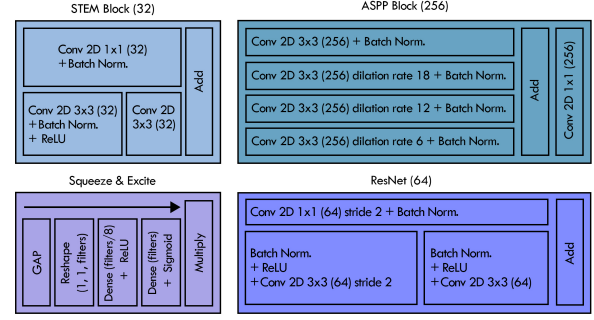 STEM Block (32)
Conv 2D 1x1 (32)
+Batch Norm.
Conv 2D 3x3 (32)
+Batch Norm.
+ ReLU
Conv 2D
3x3 (32)
Add
ASPP Block (256)
Conv 2D 3x3 (256) + Batch Norm.
Conv 2D 3x3 (256) dilation rate 18 + Batch Norm.
Conv 2D 3x3 (256) dilation rate 12 + Batch Norm.
Conv 2D 3x3 (256) dilation rate 6 + Batch Norm.
Add
Conv 2D 1x1 (256)
Squeeze & Excite
GAP
Reshape
(1, 1, filters)
Dense (filters/8)
+ ReLU
Dense (filters)
+ Sigmoid
Multiply
ResNet (64)
Conv 2D 1x1 (64) stride 2 + Batch Norm.
Batch Norm.
+ ReLU
+Conv 2D 3x3 (64) stride 2
Batch Norm.
+ ReLU
+ Conv 2D 3x3 (64)
Add